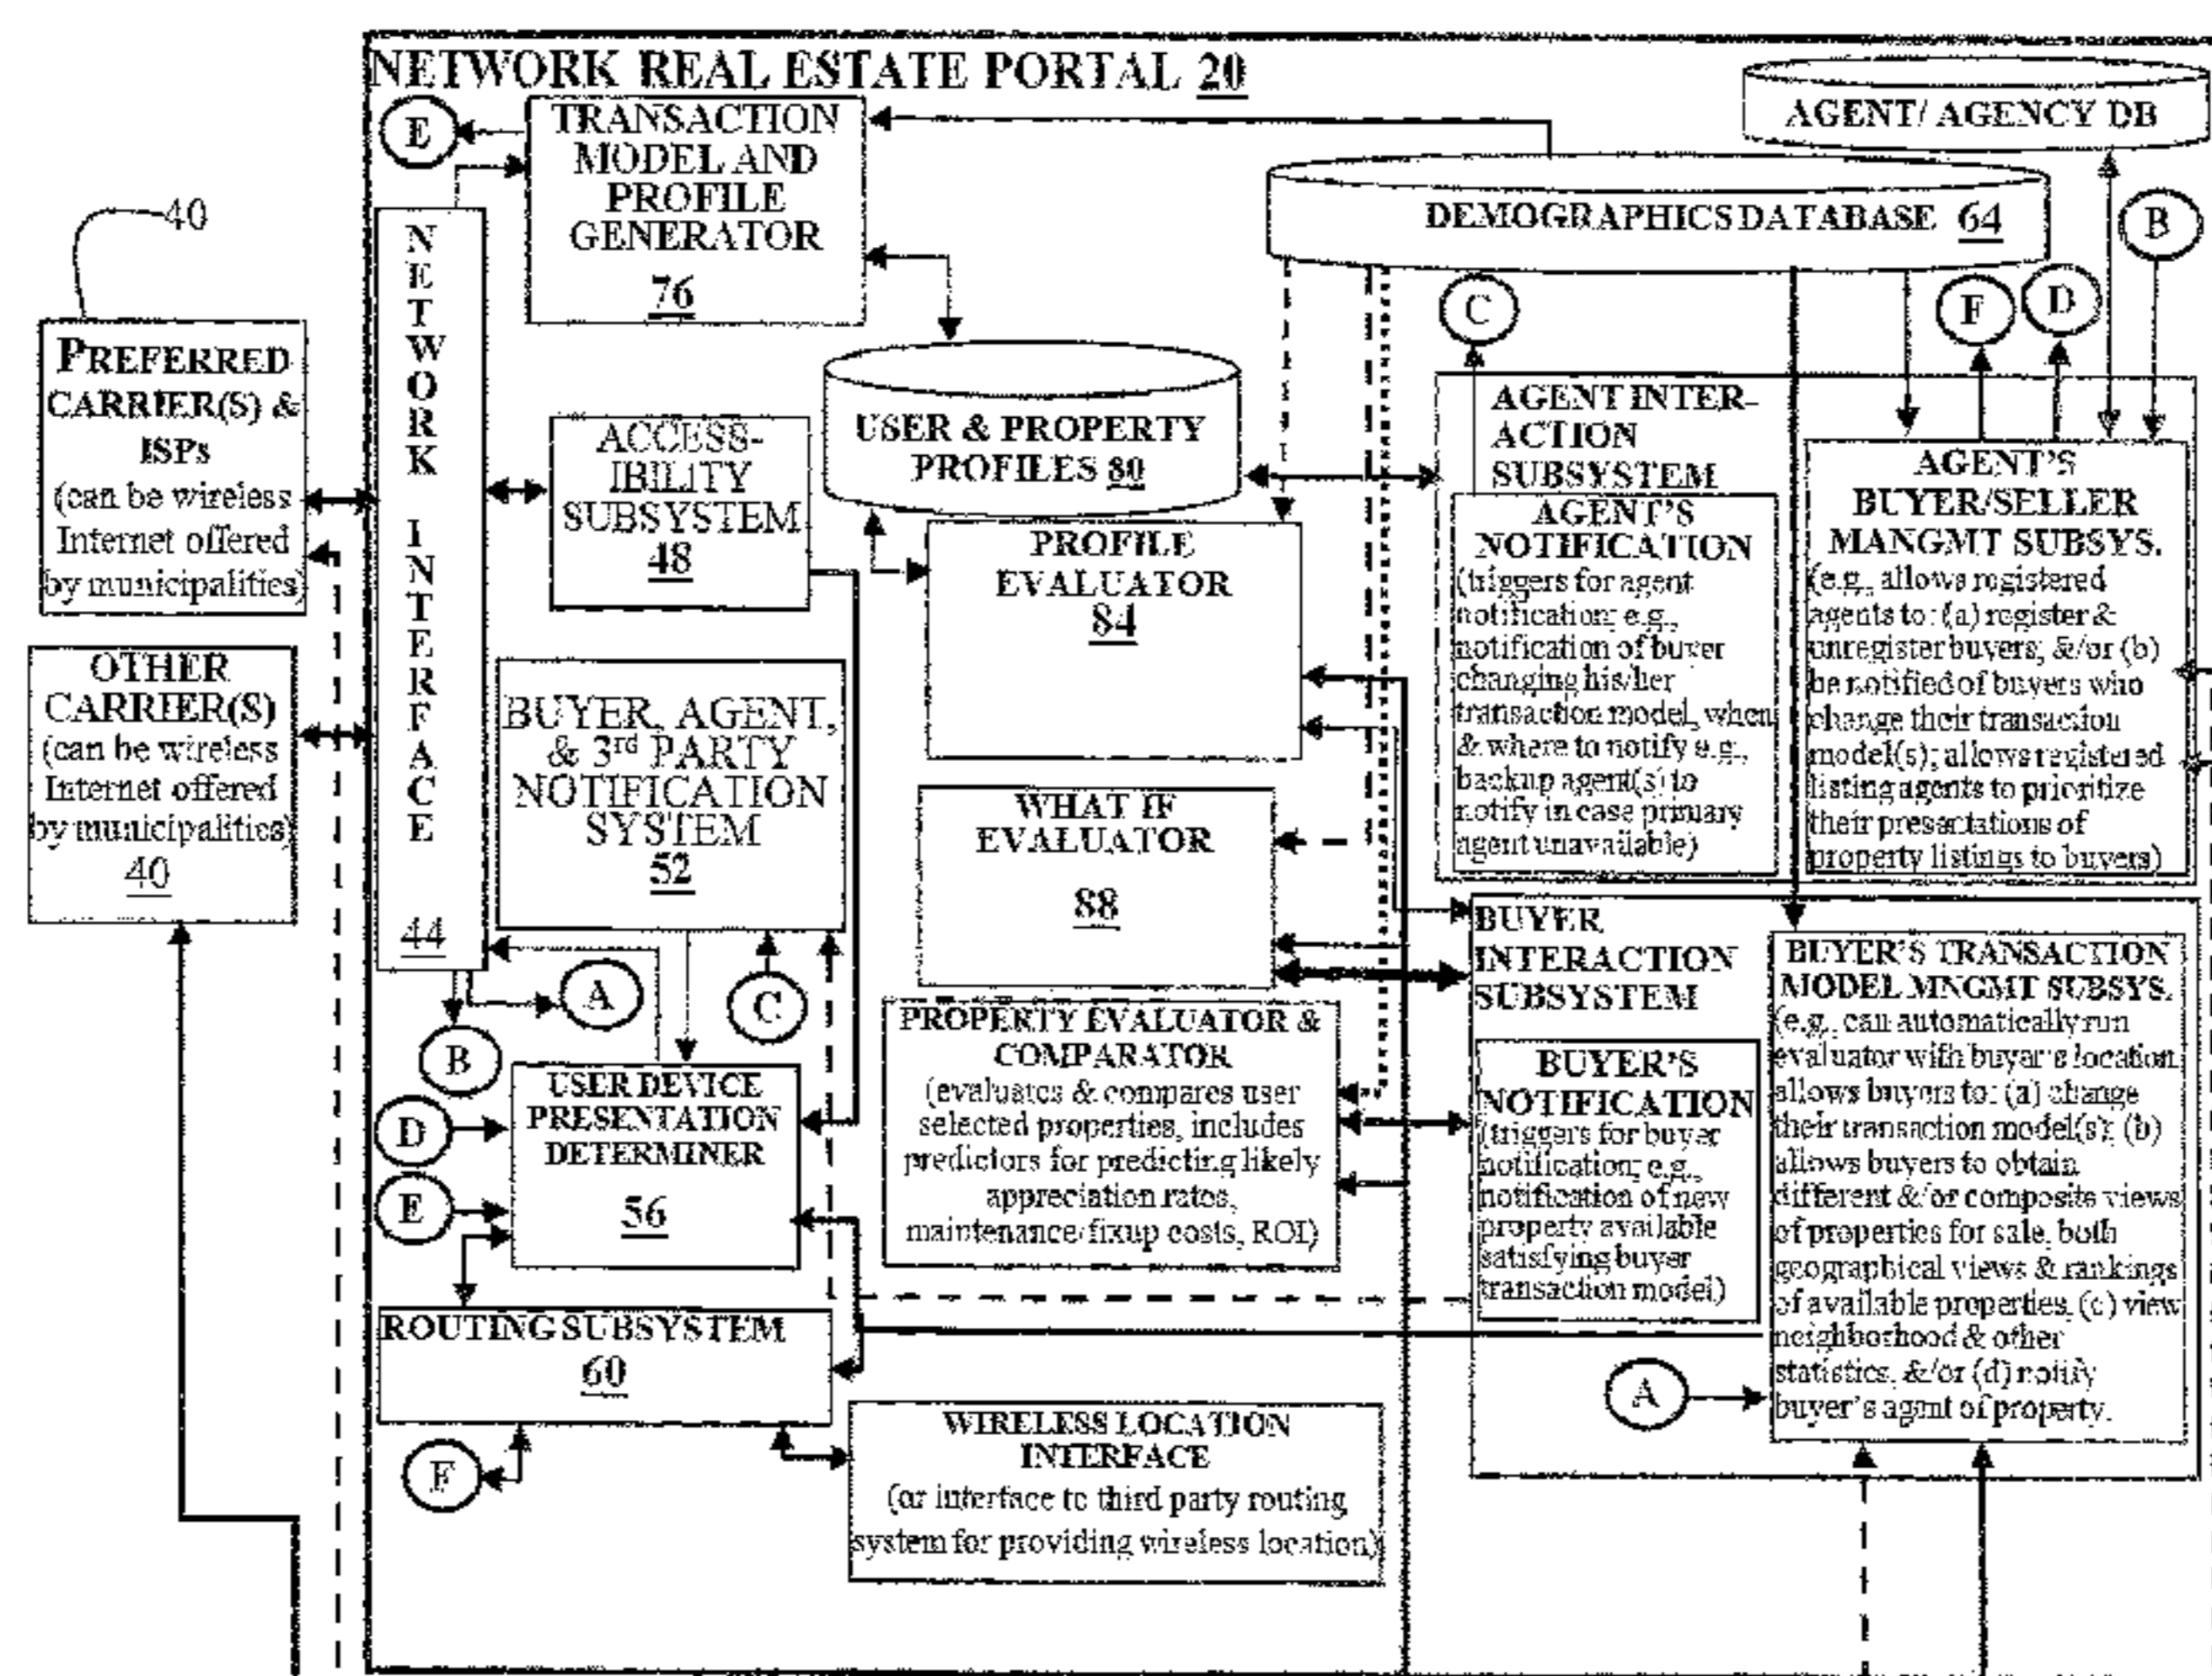 NETWORK REAL ESTATE PORTAL 20
AGENT/ AGENCY DB
E
TRANSACTION
MODEL AND
PROFILE
GENERATOR
76
DEMOGRAPHICS DATABASE 64
B
C
F
D
40
PREFERRED
CARRIER(S) &
ISPs
(can be wireless
Internet offered
by municipalities)
OTHER
CARRIER(S)
(can be wireless
Internet offered
by municipalities)
40
NETWORK INTERFACE
44
ACCESS-
IBILITY
SUBSYSTEM
48
USER & PROPERTY
PROFILES 80
PROFILE
EVALUATOR
84
BUYER, AGENT,
& 3rd PARTY
NOTIFICATION
SYSTEM
52
WHAT IF
EVALUATOR
88
AGENT INTER-
ACTION
SUBSYSTEM
AGENT'S
NOTIFICATION
(triggers for agent
notification; e.g.,
notification of buyer
changing his/her
transaction model, when
& where to notify e.g.,
backup agent(s) to
notify in case primary
agent unavailable)
AGENT'S
BUYER/SELLER
MANGMT SUBSYS.
(e.g., allows registered
agents to: (a) register &
unregister buyers; &/or (b)
be notified of buyers who
change their transaction
model(s); allows registered
listing agents to prioritize
their presentations of
property listings to buyers)
A
B
C
PROPERTY EVALUATOR &
COMPARATOR
(evaluates & compares user
selected properties, includes
predictors for predicting likely
appreciation rates,
maintenance/fixup costs, ROI)
BUYER
INTERACTION
SUBSYSTEM
BUYER'S
NOTIFICATION
(triggers for buyer
notification; e.g.,
notification of new
property available
satisfying buyer
transaction model)
BUYER'S TRANSACTION
MODEL MNGMT SUBSYS.
(e.g., can automatically run
evaluator with buyer's location
allows buyers to: (a) change
their transaction model(s); (b)
allows buyers to obtain
different &/or composite views
of properties for sale, both
geographical views & rankings
of available properties, (c) view
neighborhood & other
statistics, &/or (d) notify
buyer's agent of property.
D
E
USER DEVICE
PRESENTATION
DETERMINER
56
ROUTING SUBSYSTEM
60
A
F
WIRELESS LOCATION
INTERFACE
(or interface to third party routing
system for providing wireless location)